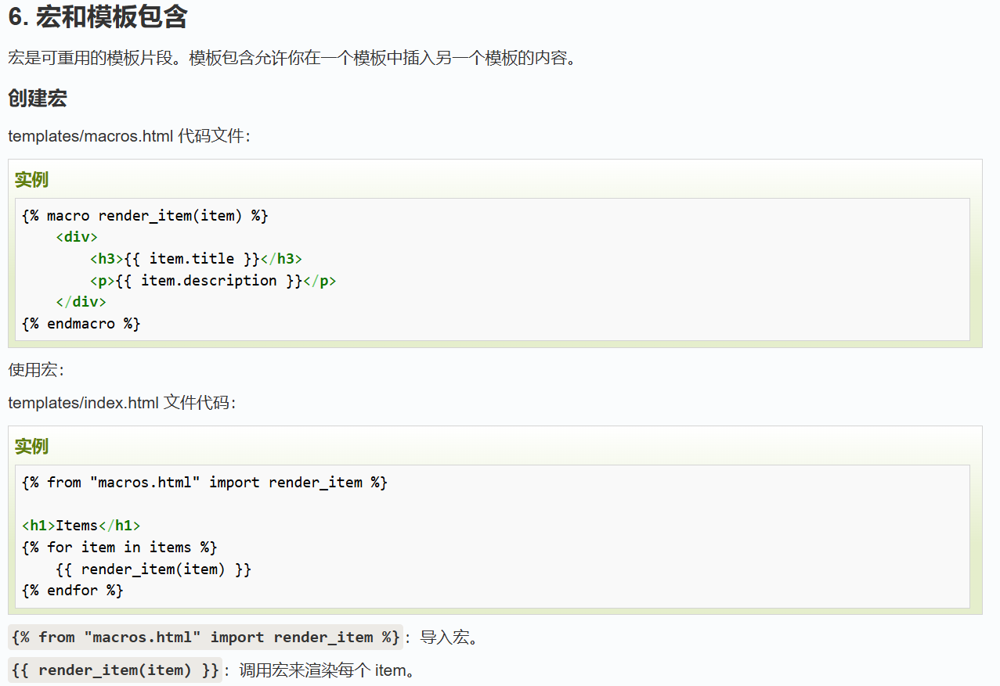 6. 宏和模板包含
宏是可重用的模板片段。模板包含允许你在一个模板中插入另一个模板的内容。
创建宏
templates/macros.html 代码文件：
实例
{% macro render_item(item) %}
    <div>
        <h3>{{ item.title }}</h3>
        <p>{{ item.description }}</p>
    </div>
{% endmacro %}
使用宏：
templates/index.html 文件代码：
实例
{% from "macros.html" import render_item %}

<h1>Items</h1>
{% for item in items %}
    {{ render_item(item) }}
{% endfor %}
{% from "macros.html" import render_item %}：导入宏。
{{ render_item(item) }}：调用宏来渲染每个 item。